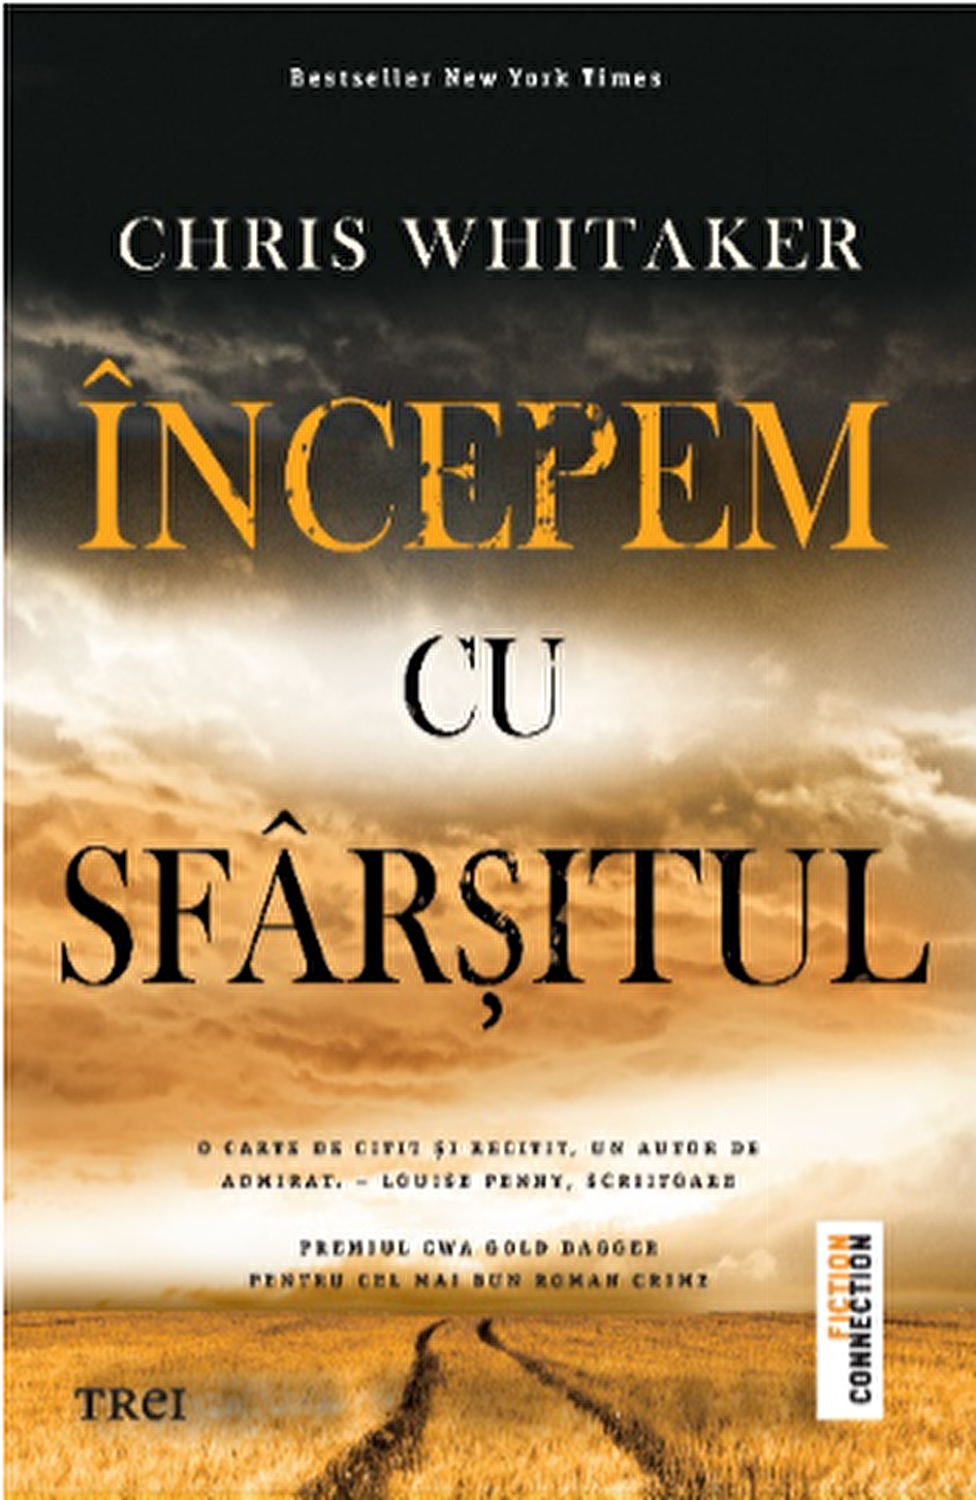 Bestseller New York Times
CHRIS WHITAKER
ÎNCEPEM
CU
SFÂRȘITUL
O CARTE DE CITIT ȘI RECITIT, UN AUTOR DE
ADMIRAT. – LOUISE PENNY, SCRIITOARE
PREMIUL CWA GOLD DAGGER
PENTRU CEL MAI BUN ROMAN CRIME
FICTION
CONNECTION
TREI